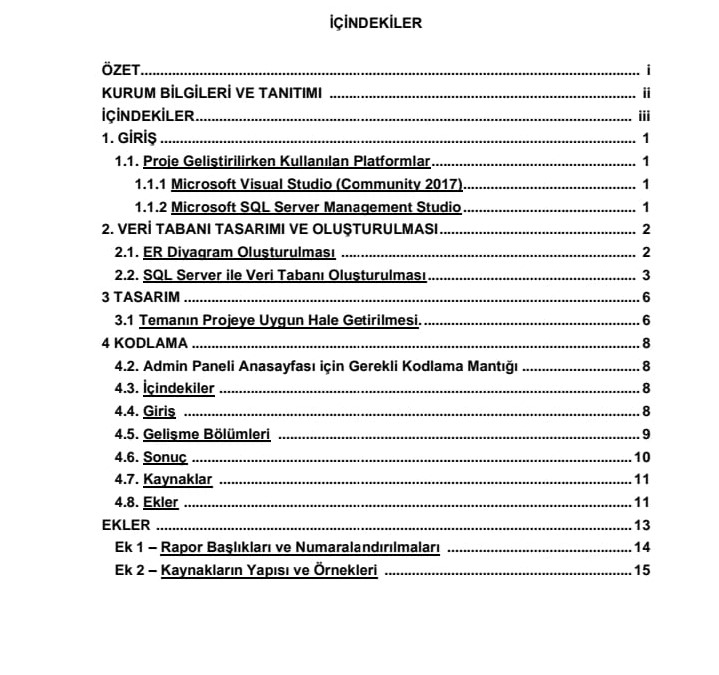 İÇİNDEKİLER
ÖZET.................................................................................................................. i
KURUM BİLGİLERİ VE TANITIMI ...................................................................... ii
İÇİNDEKİLER..................................................................................................... iii
1. GİRİŞ ............................................................................................................. 1
1.1. Proje Geliştirilirken Kullanılan Platformlar................................................ 1
1.1.1 Microsoft Visual Studio (Community 2017)........................................ 1
1.1.2 Microsoft SQL Server Management Studio........................................ 1
2. VERİ TABANI TASARIMI VE OLUŞTURULMASI............................................. 2
2.1. ER Diyagram Oluşturulması .................................................................... 2
2.2. SQL Server ile Veri Tabanı Oluşturulması................................................ 3
3 TASARIM ........................................................................................................ 6
3.1 Temanın Projeye Uygun Hale Getirilmesi.................................................. 6
4 KODLAMA ...................................................................................................... 8
4.2. Admin Paneli Anasayfası için Gerekli Kodlama Mantığı ........................... 8
4.3. İçindekiler ................................................................................................ 8
4.4. Giriş ........................................................................................................ 8
4.5. Gelişme Bölümleri ................................................................................... 9
4.6. Sonuç .................................................................................................... 10
4.7. Kaynaklar .............................................................................................. 11
4.8. Ekler ...................................................................................................... 11
EKLER ............................................................................................................. 13
Ek 1 – Rapor Başlıkları ve Numaralandırılmaları .......................................... 14
Ek 2 – Kaynakların Yapısı ve Örnekleri ........................................................ 15